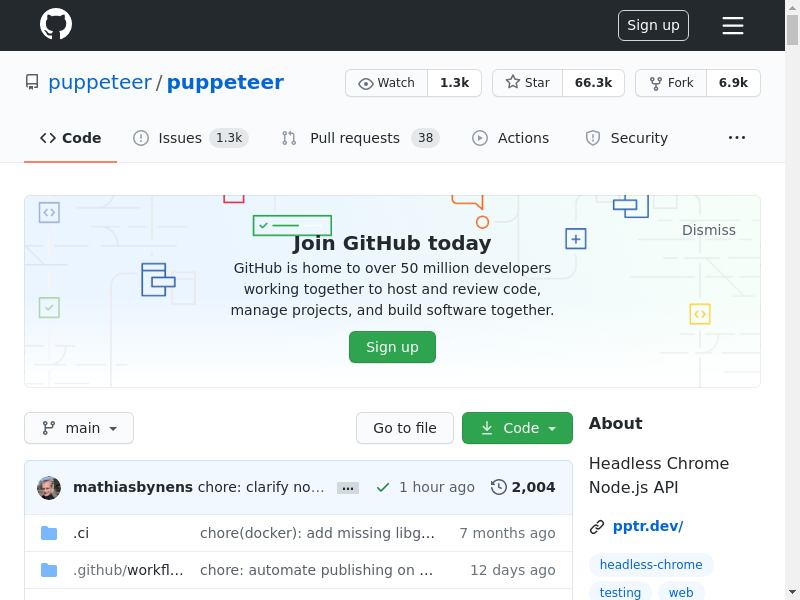 Sign up
puppeteer / puppeteer
Watch 1.3k Star 66.3k Fork 6.9k
Code Issues 1.3k Pull requests 38 Actions Security ...
Dismiss
Join GitHub today
GitHub is home to over 50 million developers
working together to host and review code,
manage projects, and build software together.
Sign up
main Go to file Code
mathiasbynens chore: clarify no... ... 1 hour ago 2,004
.ci chore(docker): add missing libg... 7 months ago
.github/workfl... chore: automate publishing on ... 12 days ago
About
Headless Chrome
Node.js API
pptr.dev/
headless-chrome
testing web